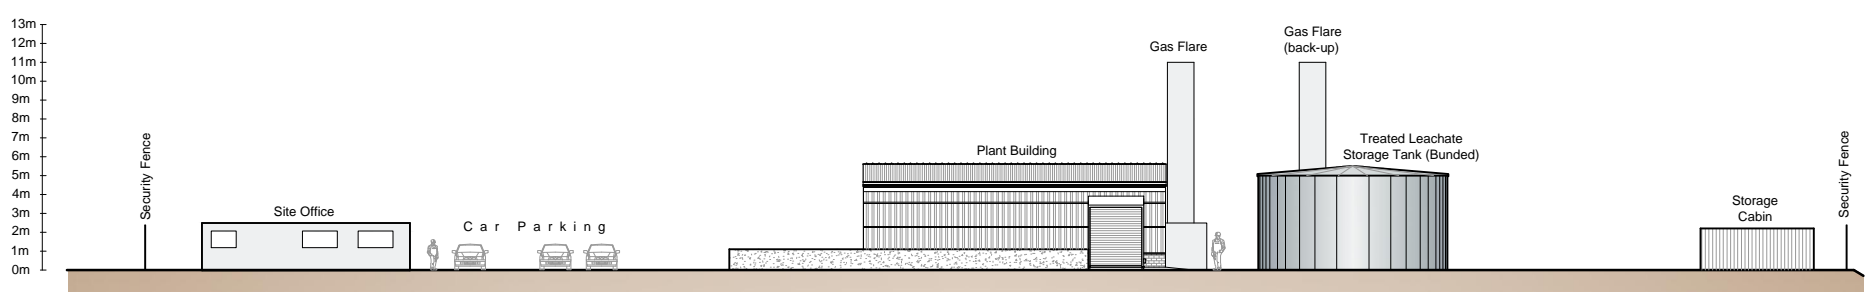 13m
12m
11m
10m
9m
8m
7m
6m
5m
4m
3m
2m
1m
0m
Security Fence
Site Office
Car Parking
Plant Building
Gas Flare
Gas Flare
(back-up)
Treated Leachate
Storage Tank (Bunded)
Storage
Cabin
Security Fence